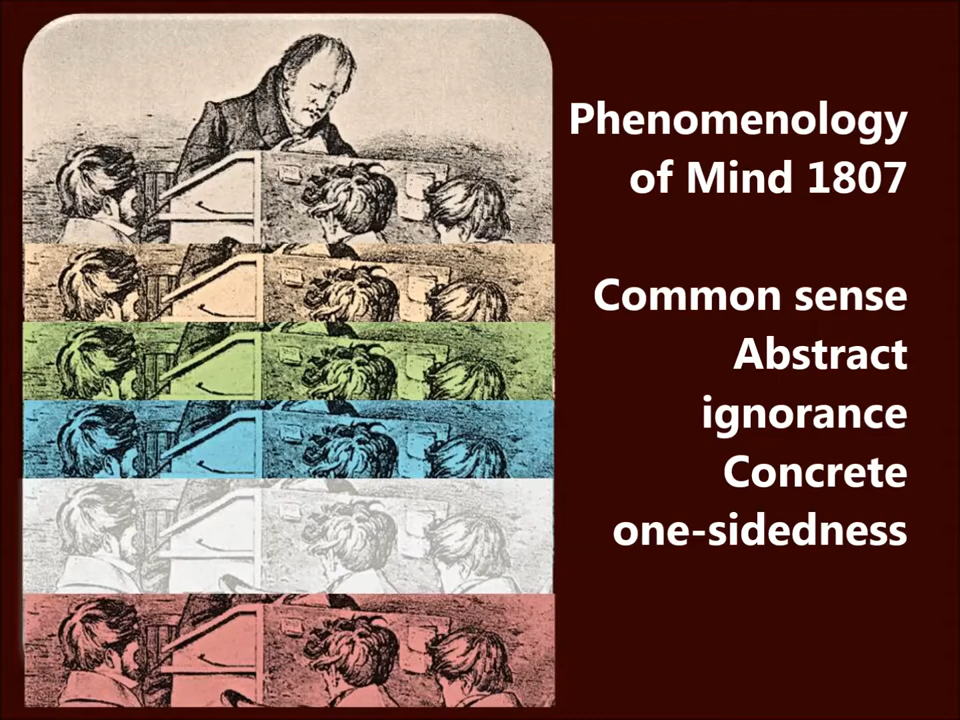 Phenomenology
of Mind 1807
Common sense
Abstract
ignorance
Concrete
one-sidedness